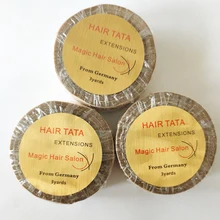 HAIR TATA
EXTENSIONS
Magic Hair Salon
From Germany
3yards
HAIR TATA
EXTENSIONS
Magic Hair Salon
From Germany
3yards
HAIR TATA
EXTENSIONS
Magic Hair Salon
From Germany
3yards